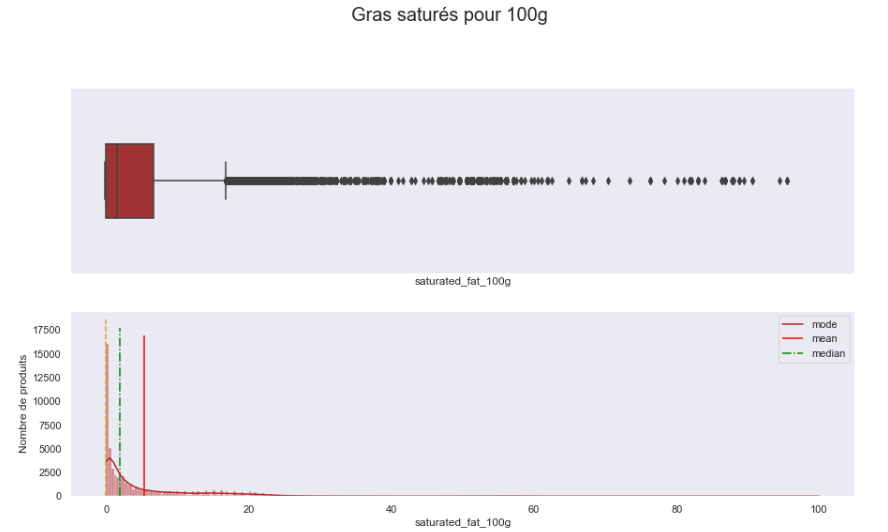 Gras saturés pour 100g
saturated_fat_100g
17500
15000
12500
10000
7500
5000
2500
0
Nombre de produits
mode
mean
median
0
20
40
60
80
100
saturated_fat_100g